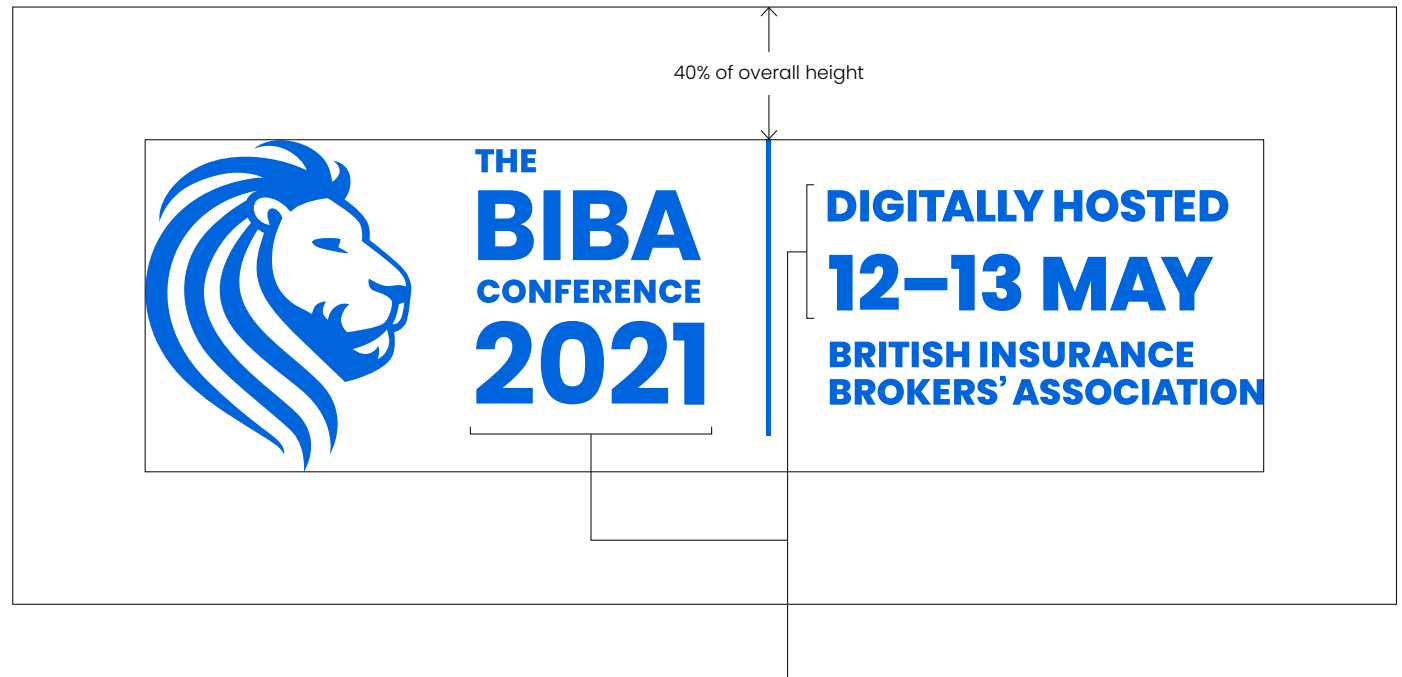 40% of overall height
THE
BIBA
CONFERENCE
2021
DIGITALLY HOSTED
12–13 MAY
BRITISH INSURANCE
BROKERS’ ASSOCIATION